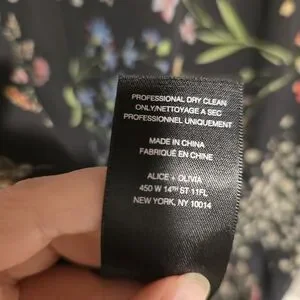 PROFESSIONAL DRY CLEAN
ONLY/NETTOYAGE A SEC
PROFESSIONNEL UNIQUEMENT
MADE IN CHINA
FABRIQUÉ EN CHINE
ALICE + OLIVIA
450 W 14TH ST 11FL
NEW YORK, NY 10014